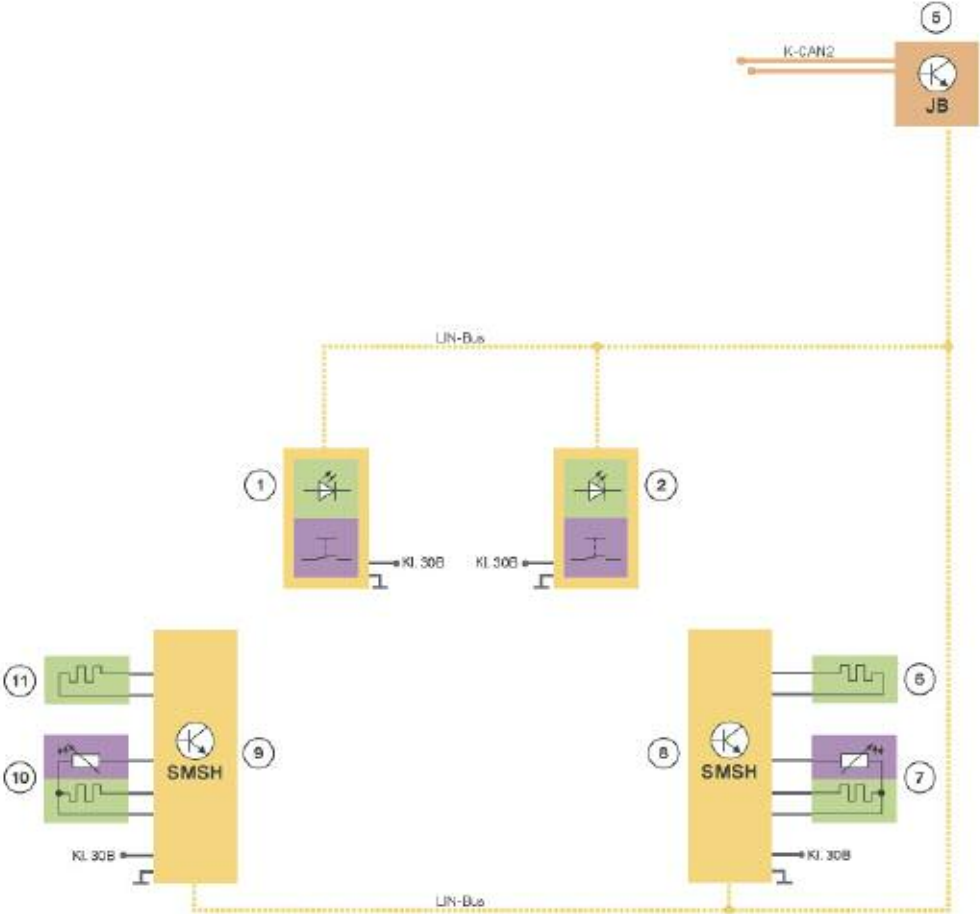 5
K-CAN2
JB
LIN-Bus
1
2
Kl. 30B
Kl. 30B
11
6
9
8
SMSH
SMSH
10
7
Kl. 30B
Kl. 30B
LIN-Bus